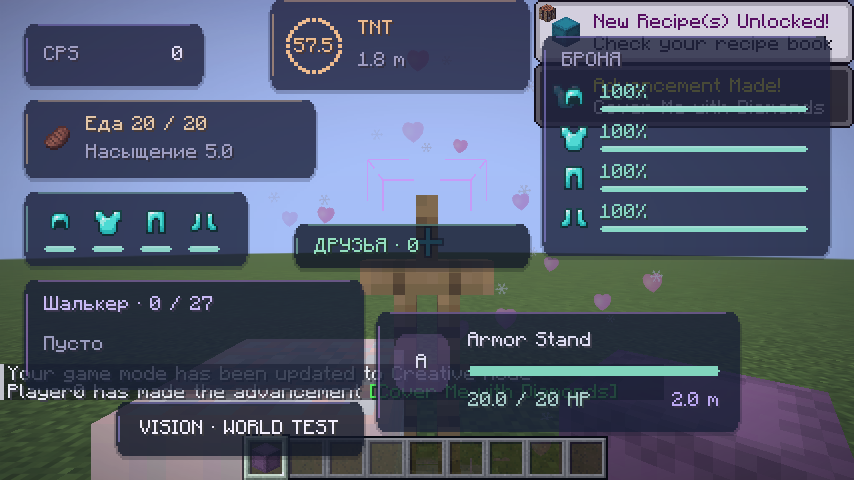 CPS 0
57.5
TNT
1.8 m
New Recipe(s) Unlocked!
Check your recipe book
БРОНЯ
Advancement Made!
Cover Me with Diamonds
100%
100%
100%
100%
Еда 20 / 20
Насыщение 5.0
ДРУЗЬЯ · 0
Шалькер · 0 / 27
Пусто
A
Armor Stand
20.0 / 20 HP 2.0 m
Your game mode has been updated to Creative Mode
Player0 has made the advancement [Cover Me with Diamonds]
VISION · WORLD TEST